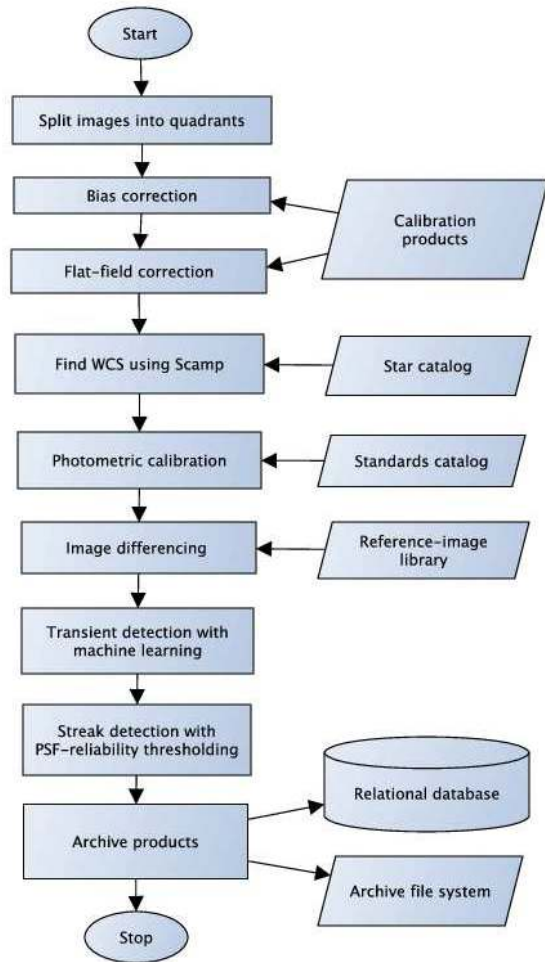 Start
Split images into quadrants
Bias correction
Calibration
products
Flat-field correction
Find WCS using Scamp
Star catalog
Photometric calibration
Standards catalog
Image differencing
Reference-image
library
Transient detection with
machine learning
Streak detection with
PSF-reliability thresholding
Relational database
Archive products
Archive file system
Stop